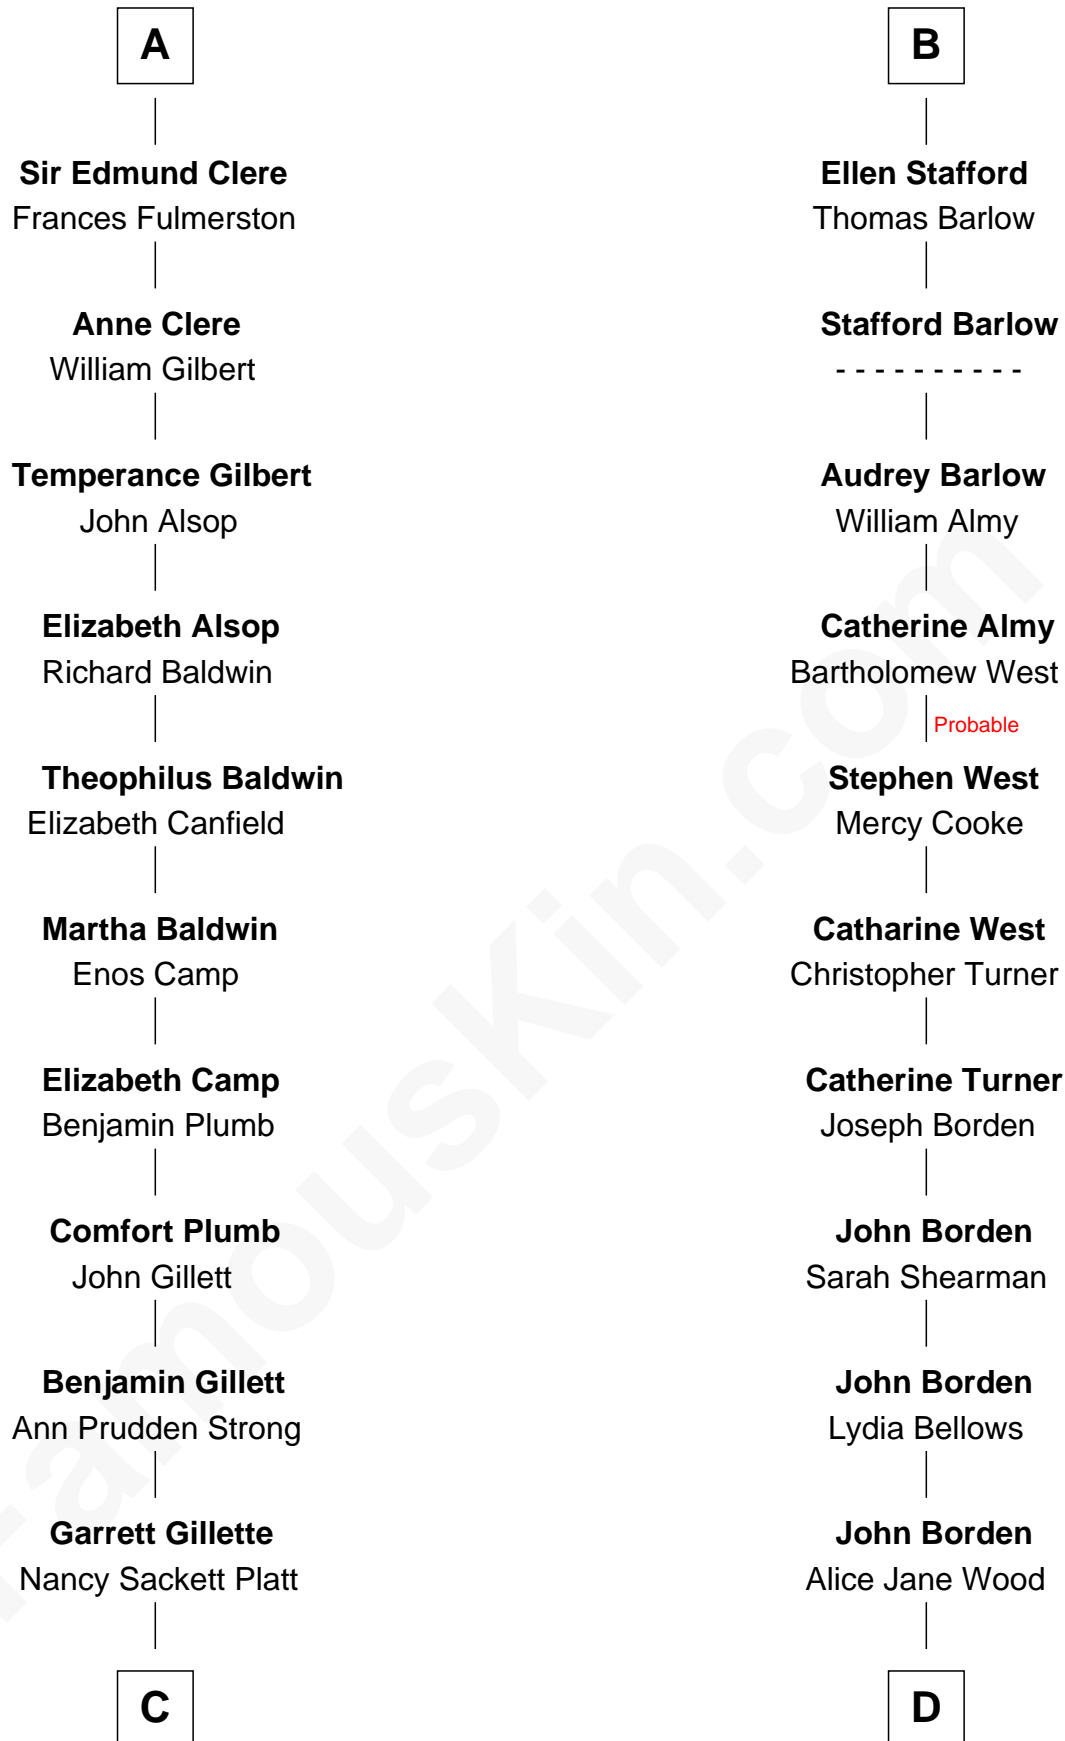 A
Sir Edmund Clere
Frances Fulmerston
Anne Clere
William Gilbert
Temperance Gilbert
John Alsop
Elizabeth Alsop
Richard Baldwin
Theophilus Baldwin
Elizabeth Canfield
Martha Baldwin
Enos Camp
Elizabeth Camp
Benjamin Plumb
Comfort Plumb
John Gillett
Benjamin Gillett
Ann Prudden Strong
Garrett Gillette
Nancy Sackett Platt
C
B
Ellen Stafford
Thomas Barlow
Stafford Barlow
- - - - - - - - - -
Audrey Barlow
William Almy
Catherine Almy
Bartholomew West
Probable
Stephen West
Mercy Cooke
Catharine West
Christopher Turner
Catherine Turner
Joseph Borden
John Borden
Sarah Shearman
John Borden
Lydia Bellows
John Borden
Alice Jane Wood
D
FamousKin.com